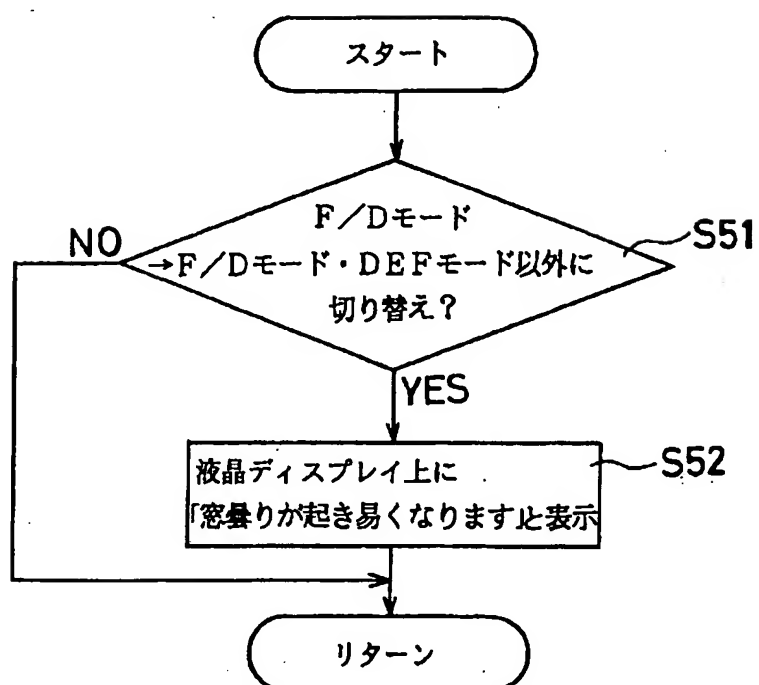 スタート
F/Dモード
→F/Dモード・DEFモード以外に
切り替え?
S51
NO
YES
液晶ディスプレイ上に
「窓曇りが起き易くなります」と表示
S52
リターン